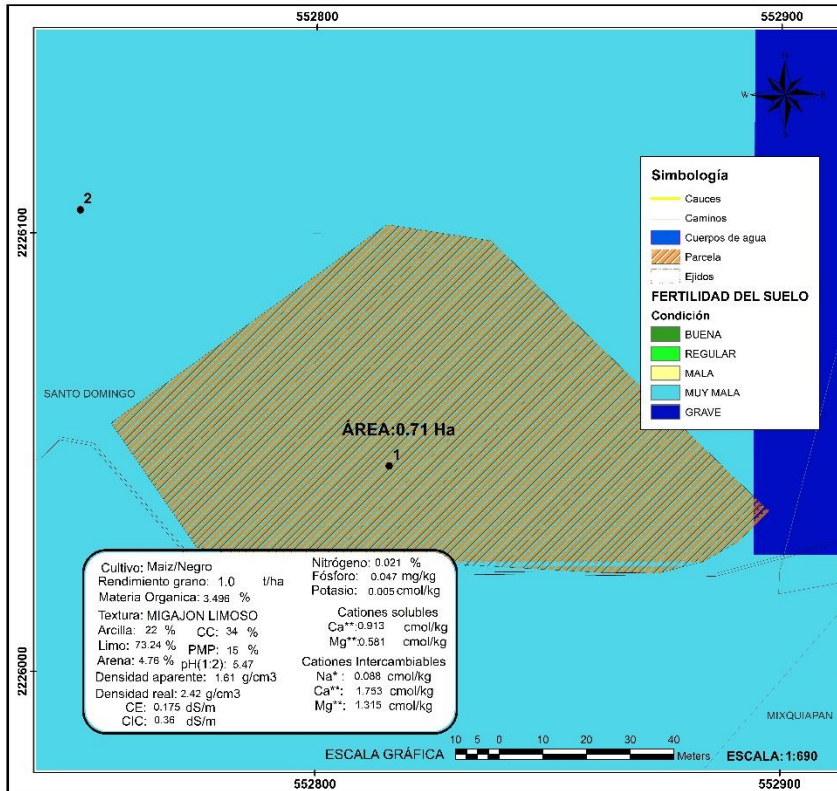 552800
552900
2226100
2226000
2
SANTO DOMINGO
ÁREA:0.71 Ha
1
N
W
E
S
Simbología
Cauces
Caminos
Cuerpos de agua
Parcela
Ejidos
FERTILIDAD DEL SUELO
Condición
BUENA
REGULAR
MALA
MUY MALA
GRAVE
Cultivo: Maiz/Negro
Rendimiento grano: 1.0 t/ha
Materia Organica: 3.496 %
Textura: MIGAJON LIMOSO
Arcilla: 22 % CC: 34 %
Limo: 73.24 % PMP: 15 %
Arena: 4.76 % pH(1:2): 5.47
Densidad aparente: 1.61 g/cm3
Densidad real: 2.42 g/cm3
CE: 0.175 dS/m
CIC: 0.36 dS/m
Nitrógeno: 0.021 %
Fósforo: 0.047 mg/kg
Potasio: 0.005 cmol/kg
Cationes solubles
Ca**:0.913 cmol/kg
Mg**:0.581 cmol/kg
Cationes Intercambiables
Na*: 0.088 cmol/kg
Ca**: 1.753 cmol/kg
Mg**: 1.315 cmol/kg
MIXQUIAPAN
ESCALA GRÁFICA
10 5 0 10 20 30 40
Meters
ESCALA: 1:690
552800
552900